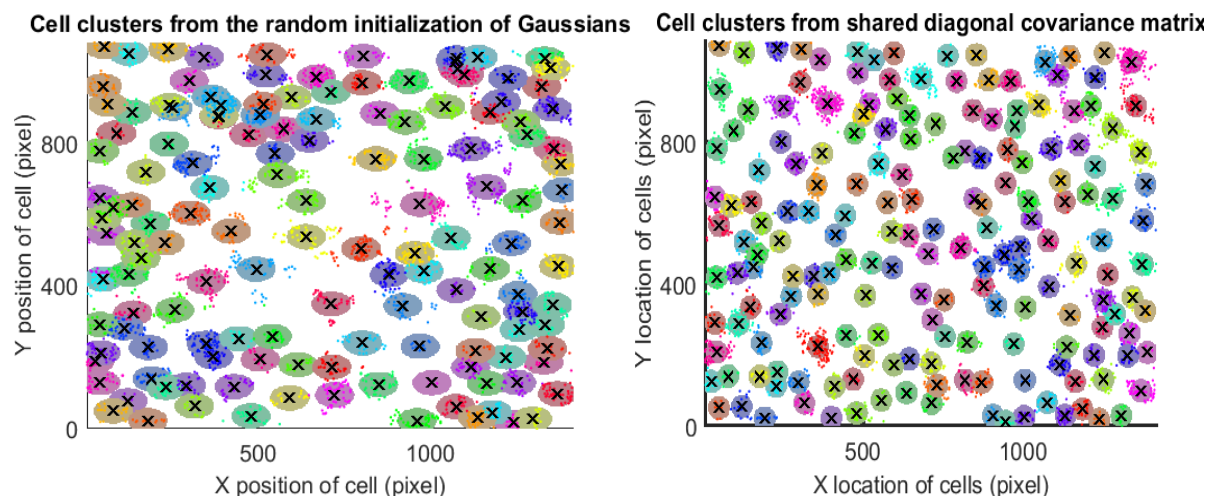 Cell clusters from the random initialization of Gaussians
Y position of cell (pixel)
800
400
0
500
1000
X position of cell (pixel)
Cell clusters from shared diagonal covariance matrix
Y location of cells (pixel)
800
400
0
500
1000
X location of cells (pixel)